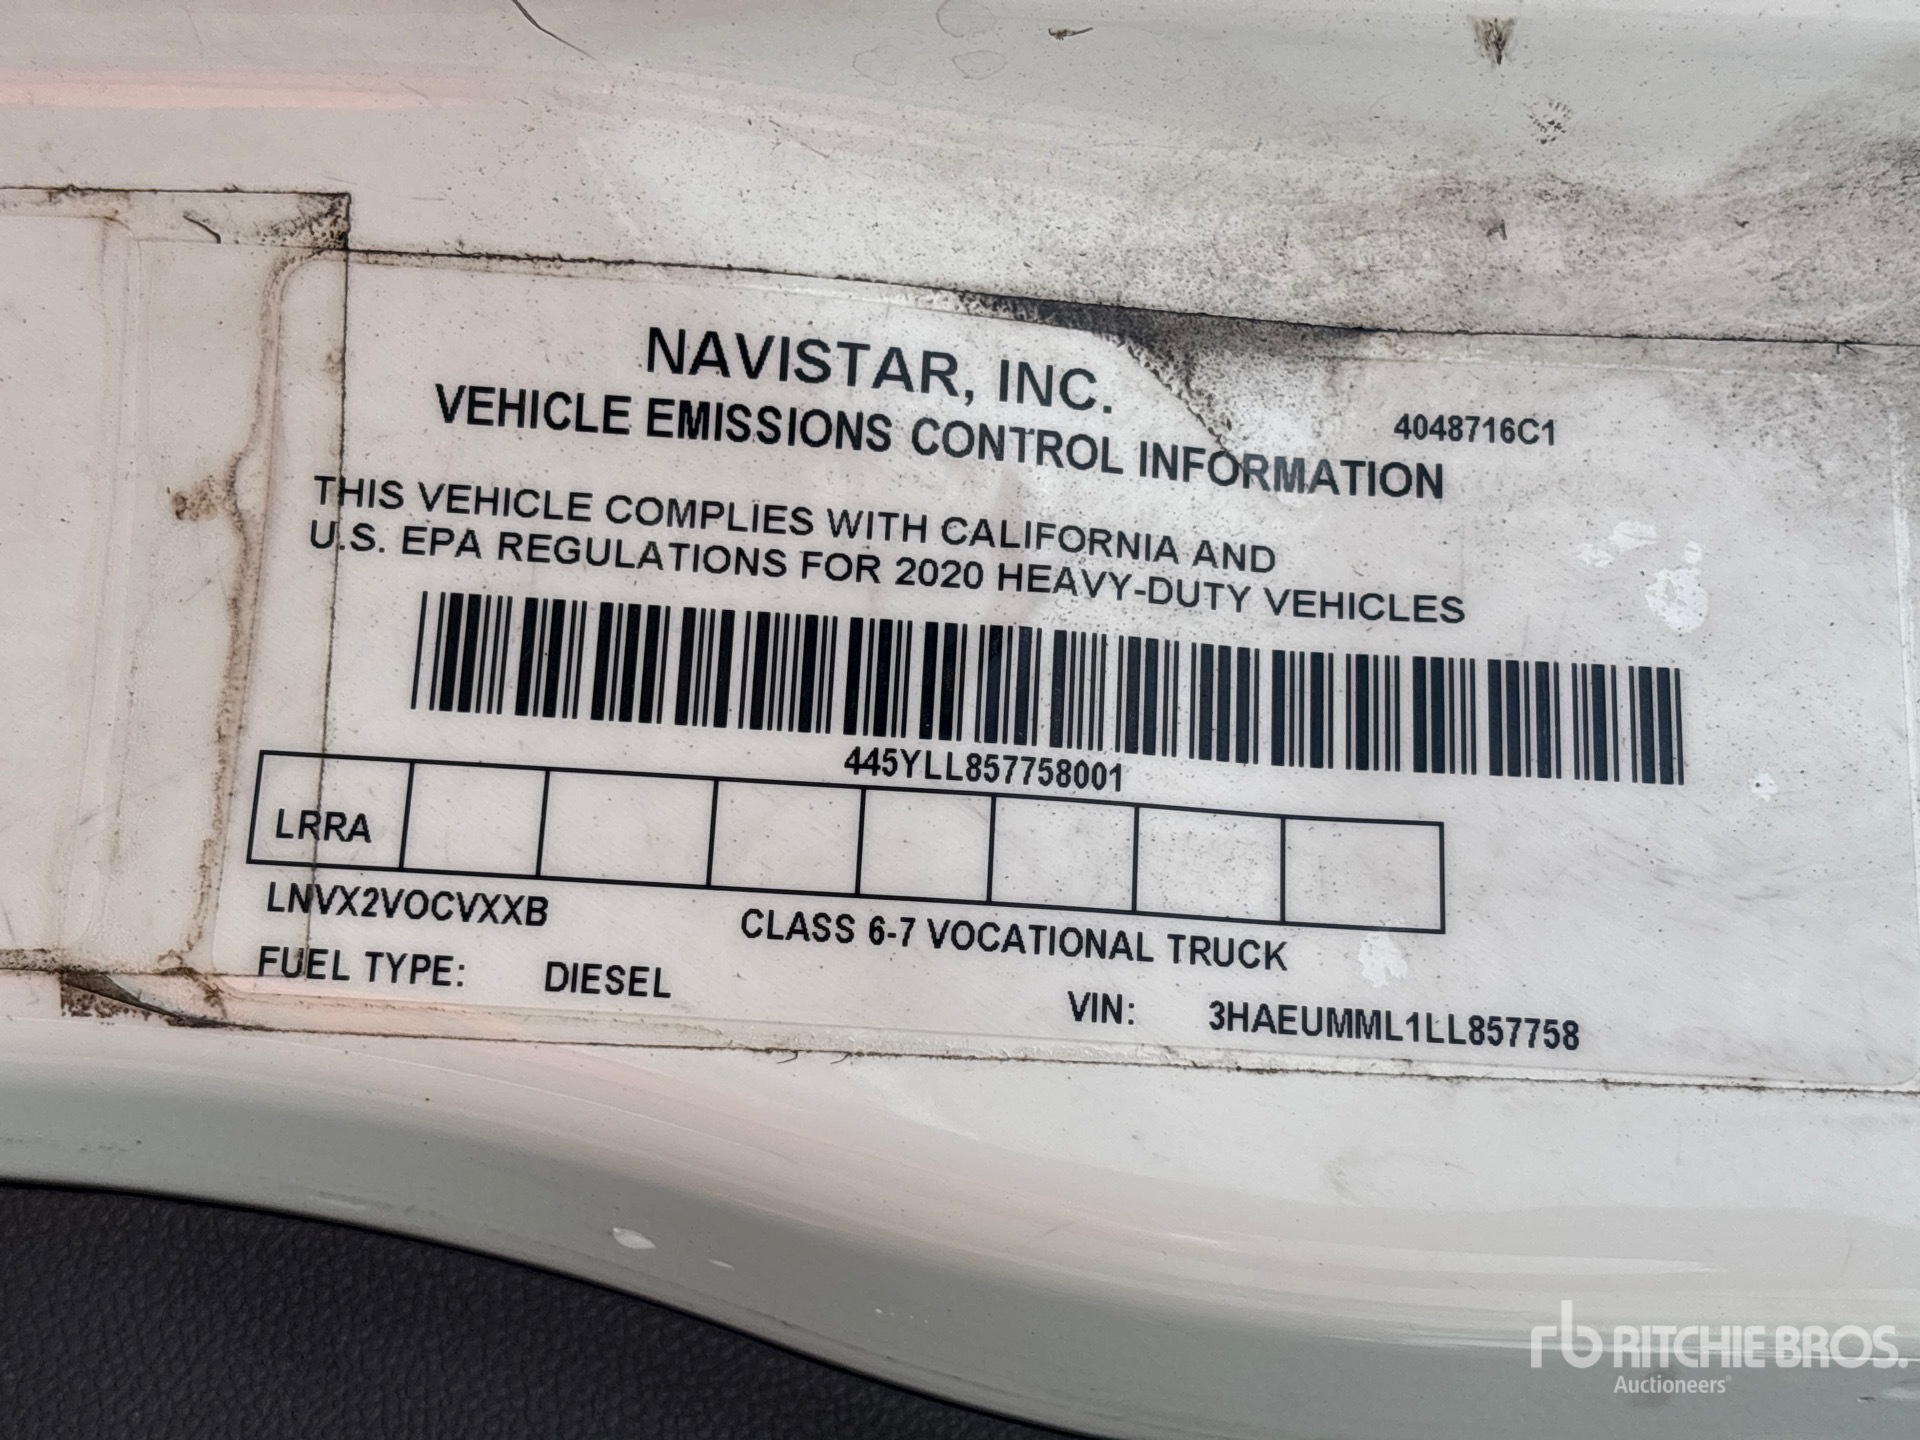 NAVISTAR, INC.
VEHICLE EMISSIONS CONTROL INFORMATION
4048716C1
THIS VEHICLE COMPLIES WITH CALIFORNIA AND
U.S. EPA REGULATIONS FOR 2020 HEAVY-DUTY VEHICLES
445YLL857758001
LRRA
LNVX2VOCVXXB
CLASS 6-7 VOCATIONAL TRUCK
FUEL TYPE: DIESEL
VIN: 3HAEUMML1LL857758
rb RITCHIE BROS.
Auctioneers